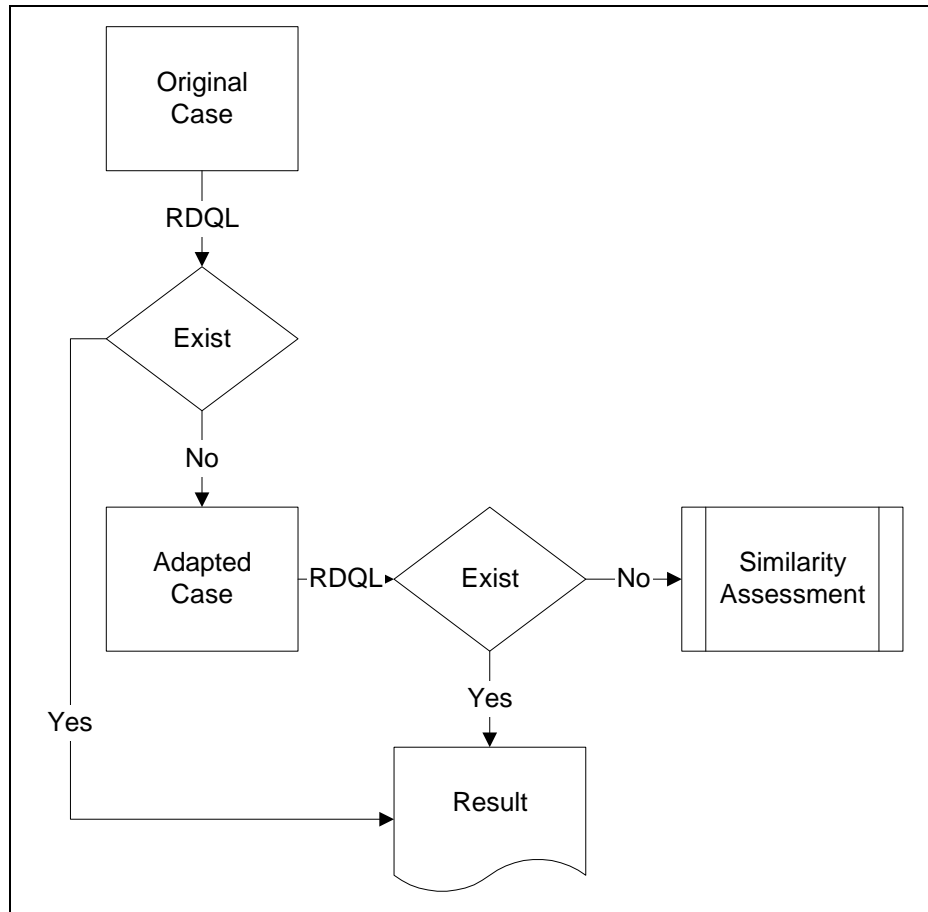 Original
Case
RDQL
Exist
No
Adapted
Case
RDQL
Exist
No
Similarity
Assessment
Yes
Yes
Result